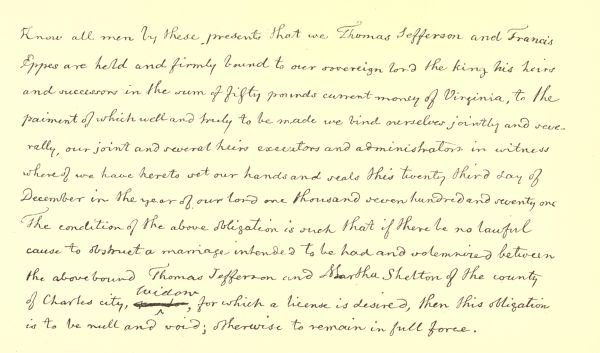 Know all men by these presents that we Thomas Jefferson and Francis
Eppes are held and firmly bound to our sovereign lord the king his heirs
and successors in the sum of fifty pounds current money of Virginia, to the
paiment of which well and truly to be made we bind ourselves jointly and seve-
rally, our joint and several heirs executors and administrators in witness
whereof we have hereto set our hands and seals this twenty third day of
December in the year of our lord one thousand seven hundred and seventy one
The condition of the above obligation is such that if there be no lawful
cause to obstruct a marriage intended to be had and solemnized between
the abovebound Thomas Jefferson and Martha Skelton of the county
of Charles city, Widow, for which a license is desired, then this obligation
is to be null and void; otherwise to remain in full force.